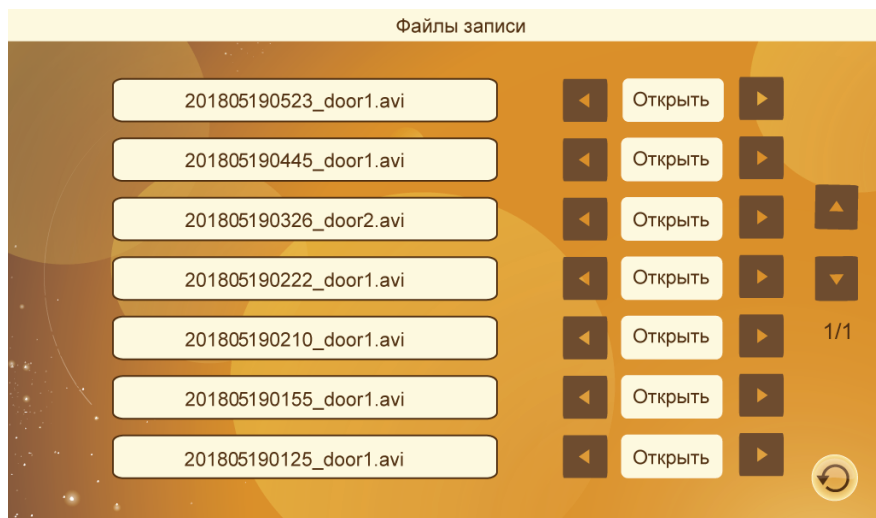 Файлы записи
201805190523_door1.avi Открыть
201805190445_door1.avi Открыть
201805190326_door2.avi Открыть
201805190222_door1.avi Открыть
201805190210_door1.avi Открыть
1/1
201805190155_door1.avi Открыть
201805190125_door1.avi Открыть